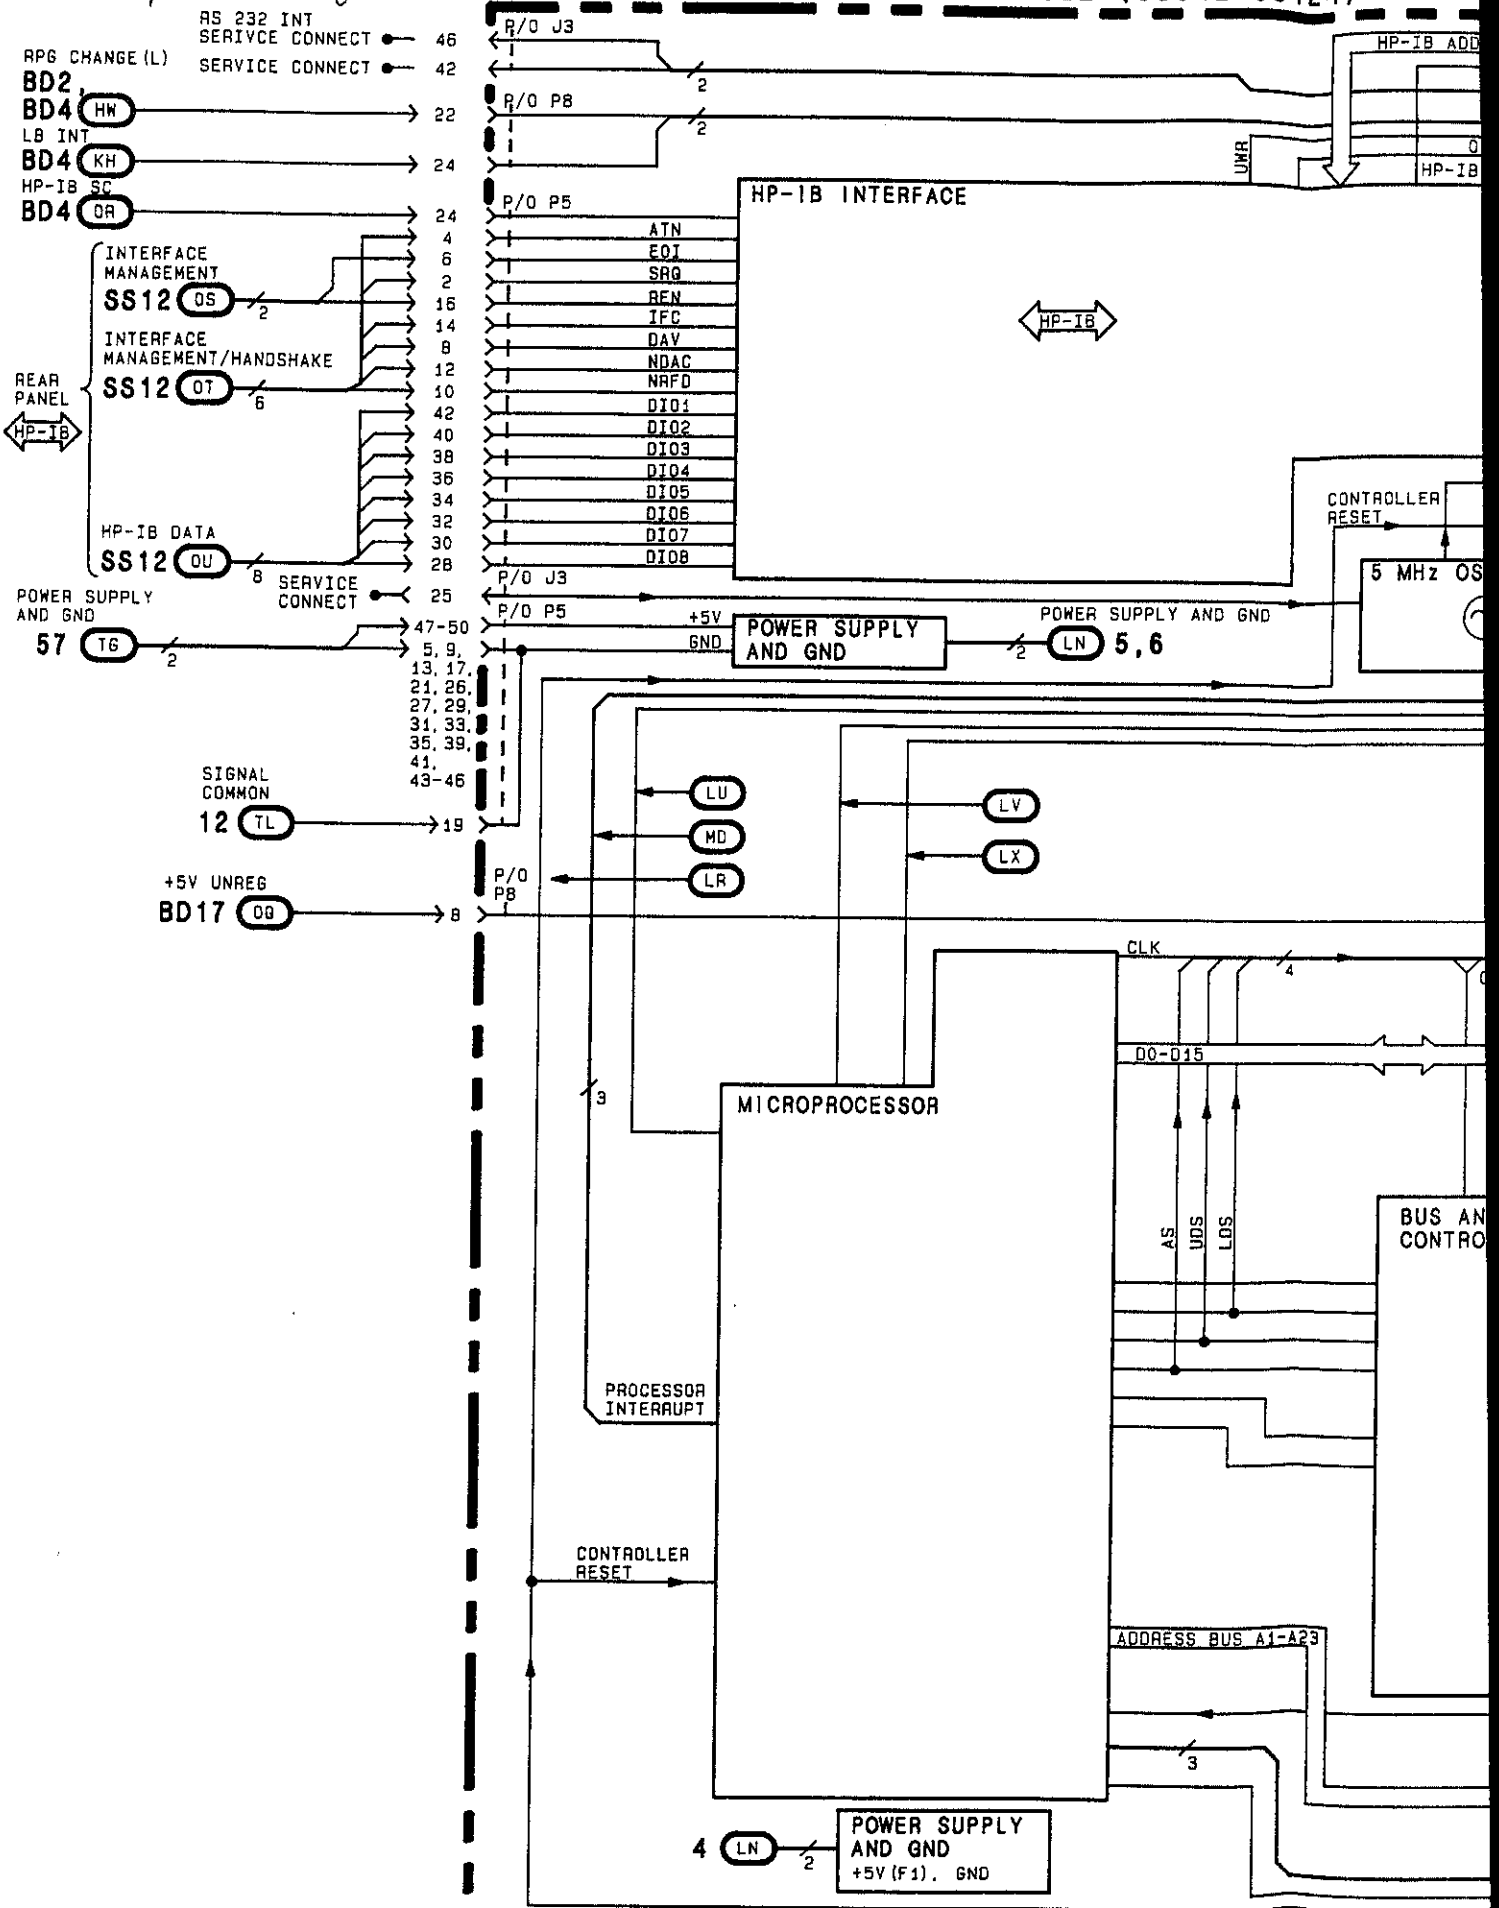 RS 232 INT
SERIVCE CONNECT 46
P/O J3
SERVICE CONNECT 42
2
RPG CHANGE (L)
BD2,
BD4 HW 22
P/O P8
2
LB INT
BD4 KH 24
HP-IB SC
BD4 OR 24
P/O P5
HP-IB ADD
UWR
HP-IB
HP-IB INTERFACE
HP-IB
INTERFACE
MANAGEMENT
SS12 OS 2
INTERFACE
MANAGEMENT/HANDSHAKE
SS12 OT 6
REAR
PANEL
HP-IB
HP-IB DATA
SS12 OU 8
4 ATN
6 EOI
2 SRQ
16 REN
14 IFC
8 DAV
12 NDAC
10 NRFD
42 DIO1
40 DIO2
38 DIO3
36 DIO4
34 DIO5
32 DIO6
30 DIO7
28 DIO8
SERVICE
CONNECT 25
P/O J3
CONTROLLER
RESET
5 MHz OS
POWER SUPPLY
AND GND
57 TG 2
P/O P5
47-50 +5V
5, 9, GND
13, 17,
21, 26,
27, 29,
31, 33,
35, 39,
41,
43-46
POWER SUPPLY
AND GND
2
POWER SUPPLY AND GND
LN 5,6
SIGNAL
COMMON
12 TL 19
LU
MD
LR
LV
LX
+5V UNREG
BD17 OQ 8
P/O
P8
CLK
4
D0-D15
3
MICROPROCESSOR
AS
UDS
LDS
BUS AN
CONTRO
PROCESSOR
INTERRUPT
CONTROLLER
RESET
ADDRESS BUS A1-A23
3
4 LN 2
POWER SUPPLY
AND GND
+5V (F1), GND